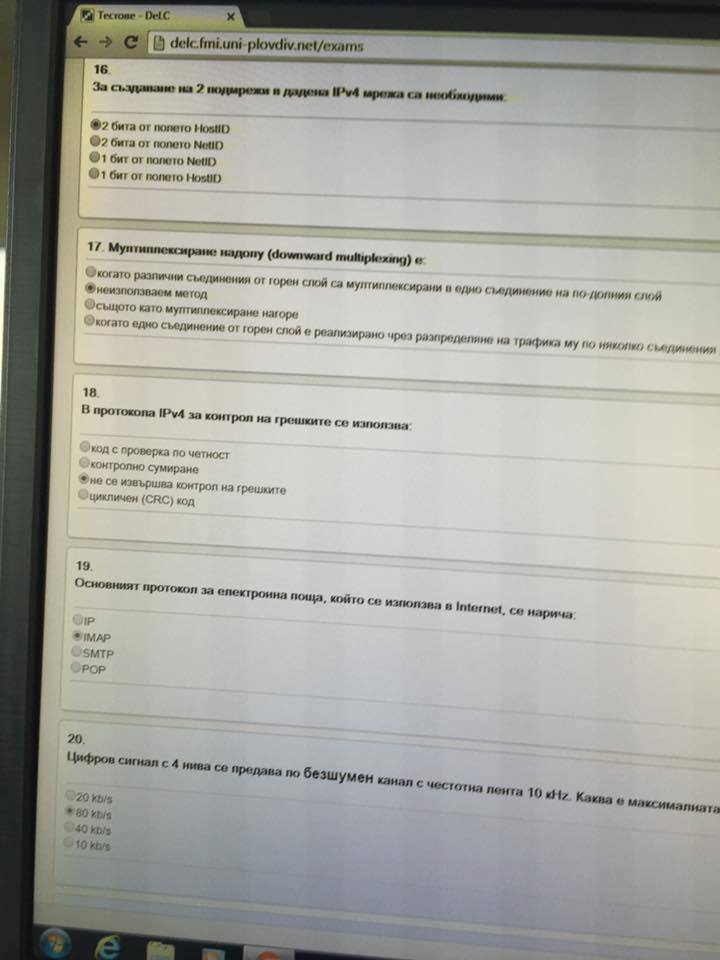 Тестове - DeLC
delc.fmi.uni-plovdiv.net/exams
16.
За създаване на 2 подмрежи в дадена IPv4 мрежа са необходими:
2 бита от полето HostID
2 бита от полето NetID
1 бит от полето NetID
1 бит от полето HostID
17. Мултиплексиране надолу (downward multiplexing) е:
когато различни съединения от горен слой са мултиплексирани в едно съединение на по-долния слой
неизползваем метод
същото като мултиплексиране нагоре
когато едно съединение от горен слой е реализирано чрез разпределяне на трафика му по няколко съединения
18.
В протокола IPv4 за контрол на грешките се използва:
код с проверка по четност
контролно сумиране
не се извършва контрол на грешките
цикличен (CRC) код
19.
Основният протокол за електронна поща, който се използва в Internet, се нарича:
IP
IMAP
SMTP
POP
20.
Цифров сигнал с 4 нива се предава по безшумен канал с честотна лента 10 кHz. Каква е максималната
20 kb/s
80 kb/s
40 kb/s
10 kb/s